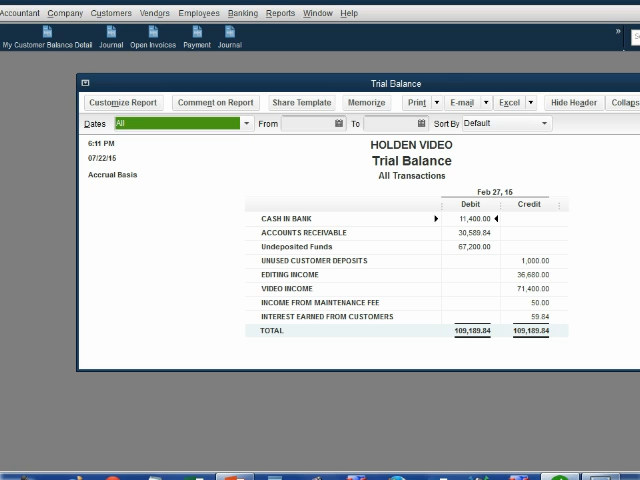 Accountant Company Customers Vendors Employees Banking Reports Window Help
My Customer Balance Detail Journal Open Invoices Payment Journal
Trial Balance
Customize Report Comment on Report Share Template Memorize Print E-mail Excel Hide Header Collaps
Dates All From To Sort By Default
6:11 PM
07/22/15
Accrual Basis
HOLDEN VIDEO
Trial Balance
All Transactions
Feb 27, 15
Debit Credit
CASH IN BANK 11,400.00
ACCOUNTS RECEIVABLE 30,589.84
Undeposited Funds 67,200.00
UNUSED CUSTOMER DEPOSITS 1,000.00
EDITING INCOME 36,680.00
VIDEO INCOME 71,400.00
INCOME FROM MAINTENANCE FEE 50.00
INTEREST EARNED FROM CUSTOMERS 59.84
TOTAL 109,189.84 109,189.84